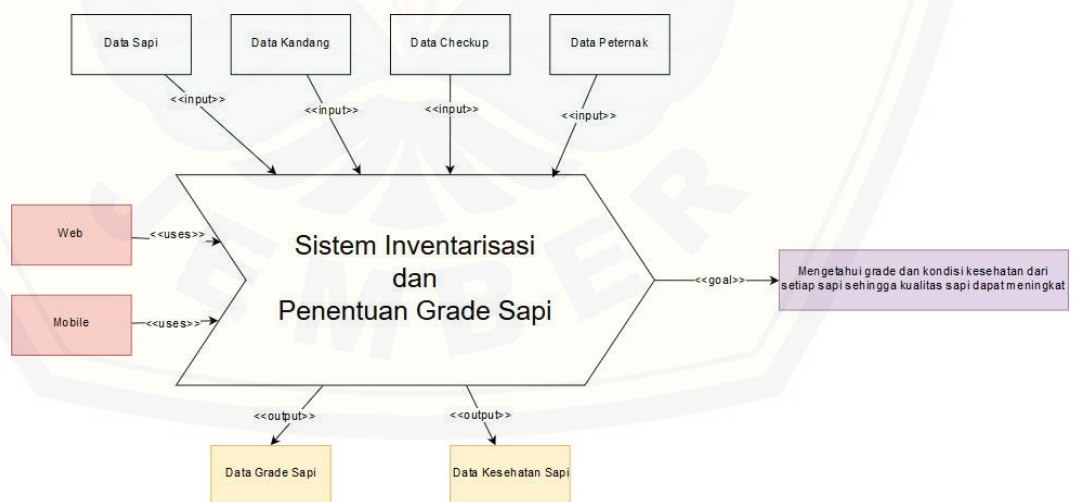 Data Sapi
Data Kandang
Data Checkup
Data Peternak
<<input>>
<<input>>
<<input>>
<<input>>
Web
<<uses>>
Mobile
<<uses>>
Sistem Inventarisasi
dan
Penentuan Grade Sapi
<<goal>>
Mengetahui grade dan kondisi kesehatan dari
setiap sapi sehingga kualitas sapi dapat meningkat
<<output>>
<<output>>
Data Grade Sapi
Data Kesehatan Sapi
JEMBER